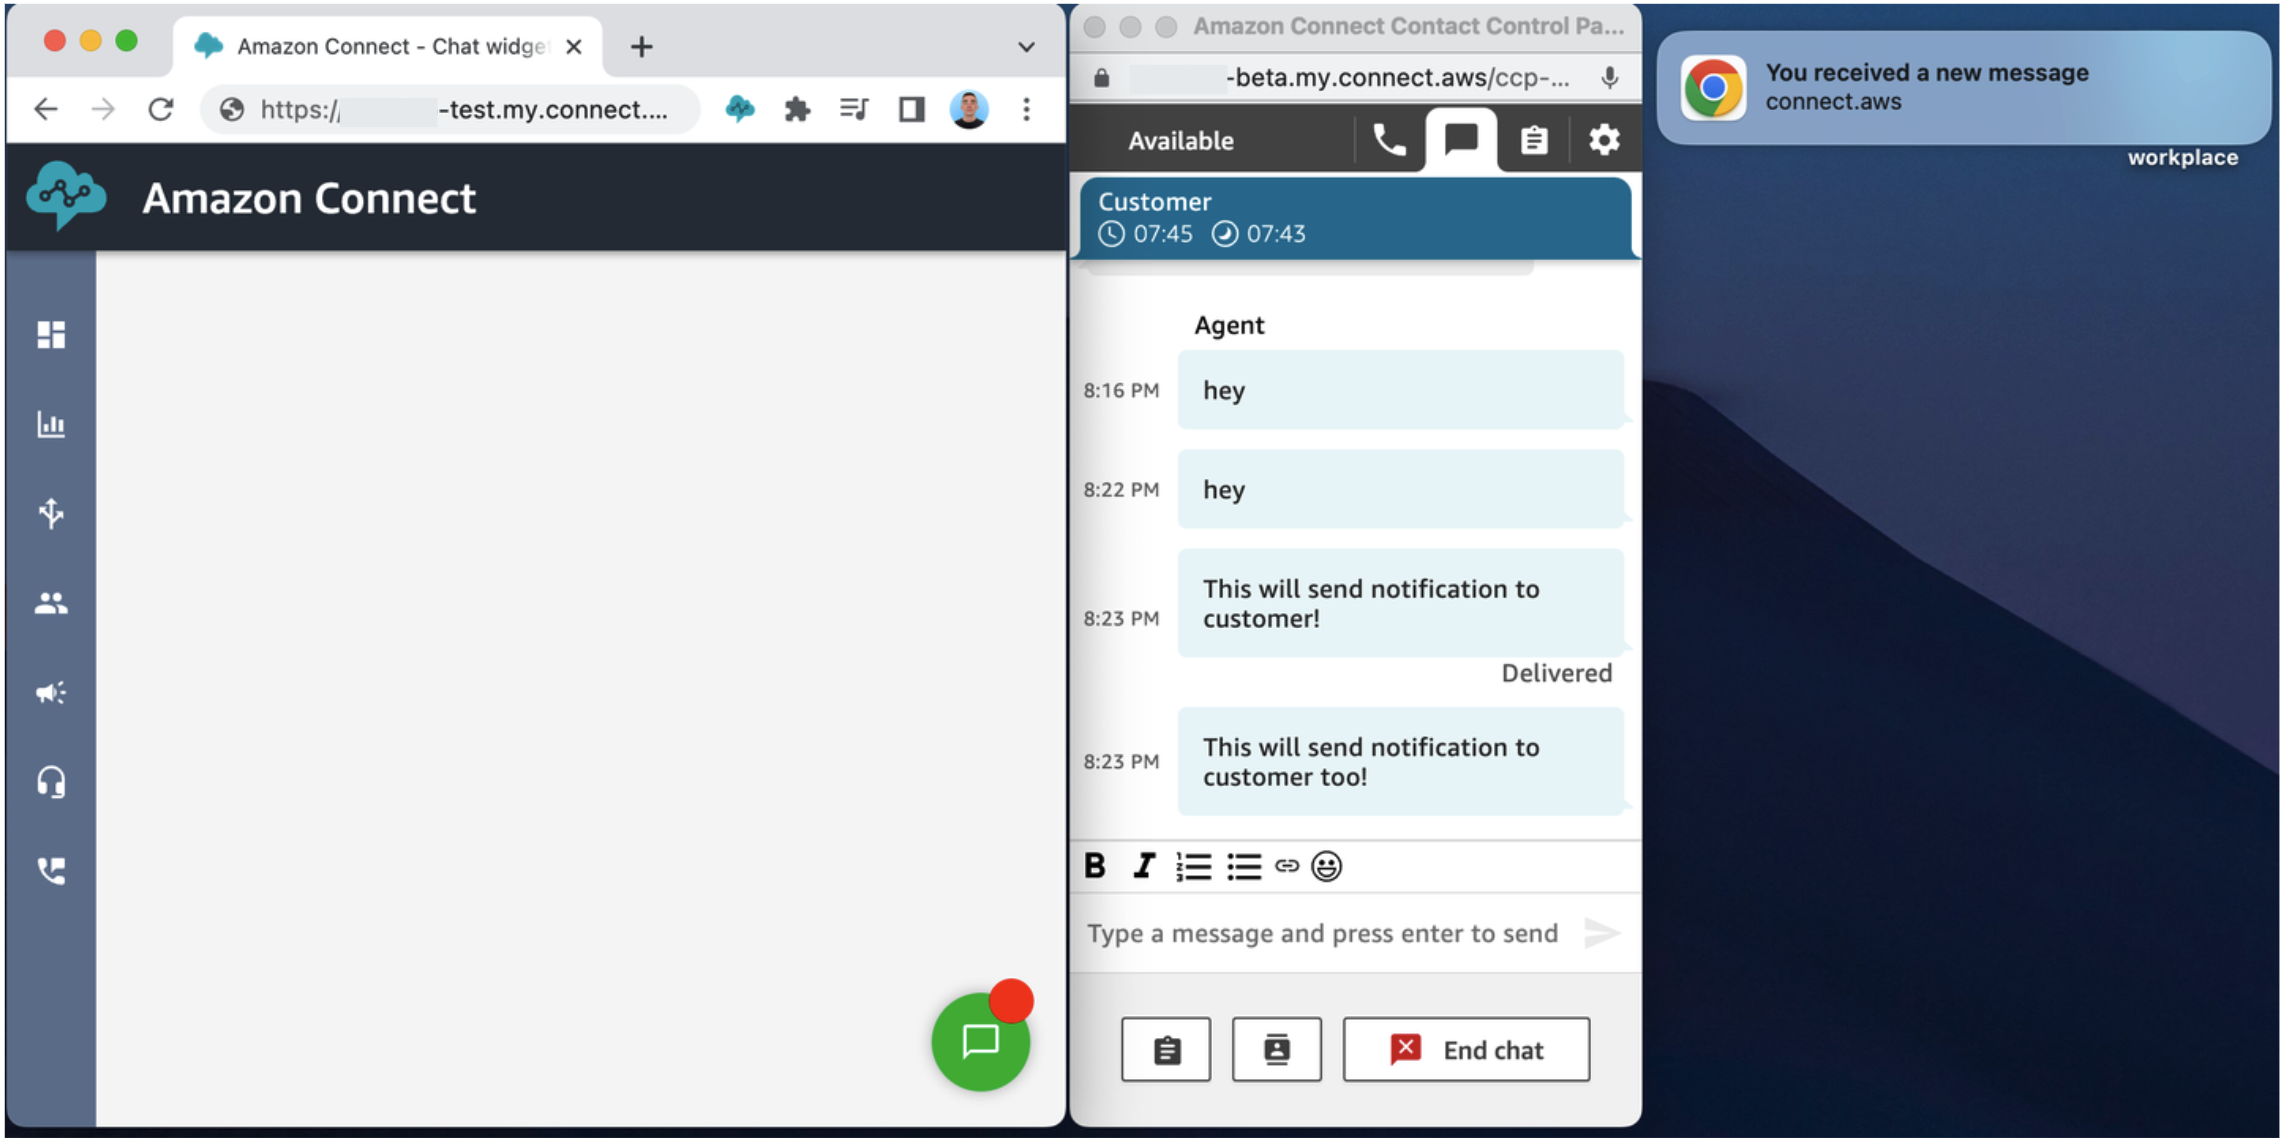 Amazon Connect - Chat widge
https:// -test.my.connect....
Amazon Connect
Amazon Connect Contact Control Pa...
-beta.my.connect.aws/ccp-...
Available
Customer
07:45 07:43
Agent
8:16 PM hey
8:22 PM hey
This will send notification to
8:23 PM customer!
Delivered
This will send notification to
8:23 PM customer too!
B I
Type a message and press enter to send
End chat
You received a new message
connect.aws
workplace